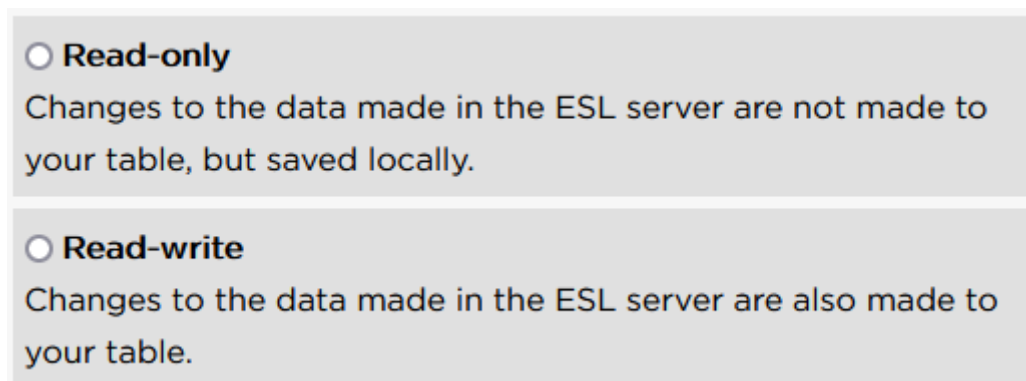 Read-only
Changes to the data made in the ESL server are not made to
your table, but saved locally.
Read-write
Changes to the data made in the ESL server are also made to
your table.